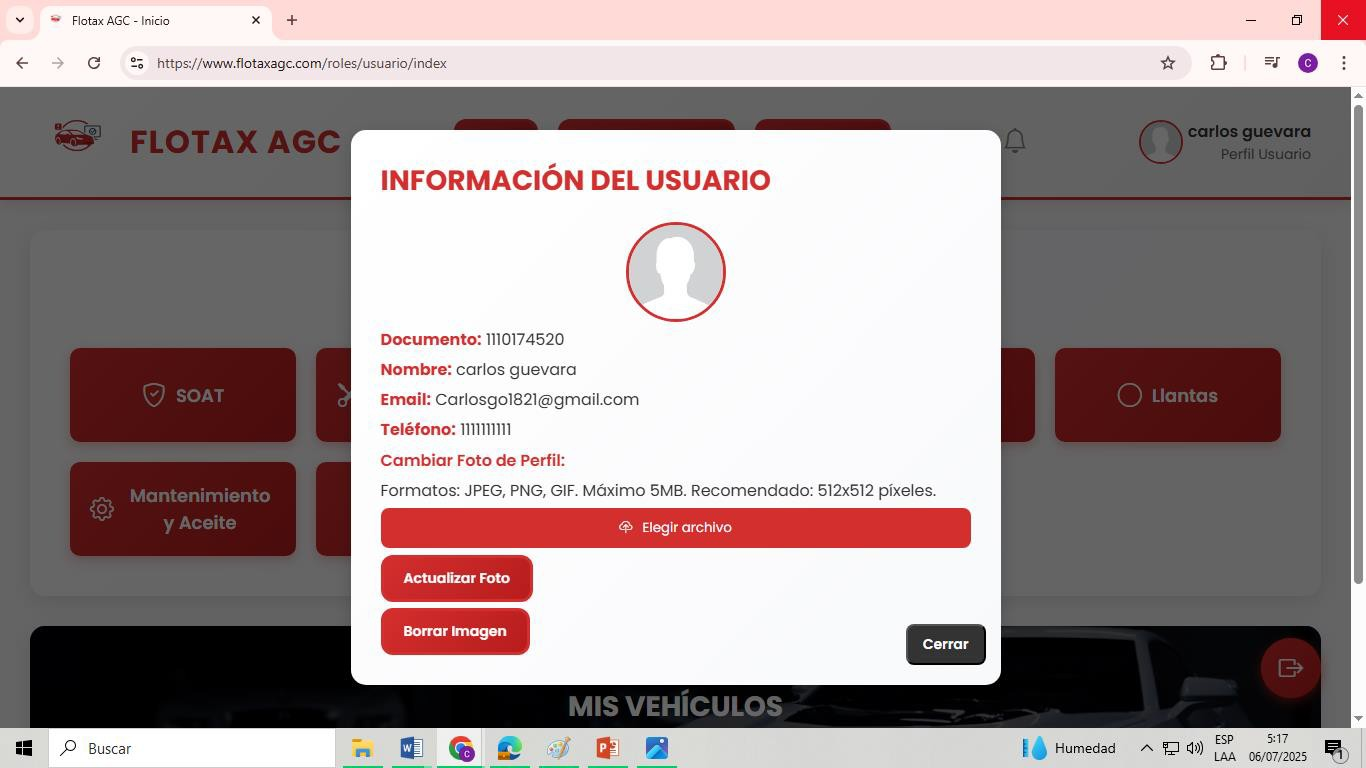 Flotax AGC - Inicio
https://www.flotaxagc.com/roles/usuario/index
C
FLOTAX AGC
carlos guevara
Perfil Usuario
INFORMACIÓN DEL USUARIO
Documento: 1110174520
Nombre: carlos guevara
Email: Carlosgo1821@gmail.com
Teléfono: 1111111111
Cambiar Foto de Perfil:
Formatos: JPEG, PNG, GIF. Máximo 5MB. Recomendado: 512x512 píxeles.
Elegir archivo
Actualizar Foto
Borrar Imagen
Cerrar
SOAT
Llantas
Mantenimiento
y Aceite
MIS VEHÍCULOS
Buscar
Humedad
ESP
LAA
5:17
06/07/2025
1